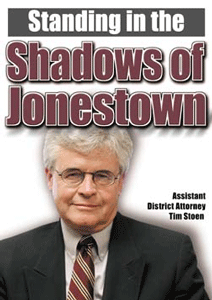 Standing in the
Shadows of
Jonestown
Assistant
District Attorney
Tim Stoen